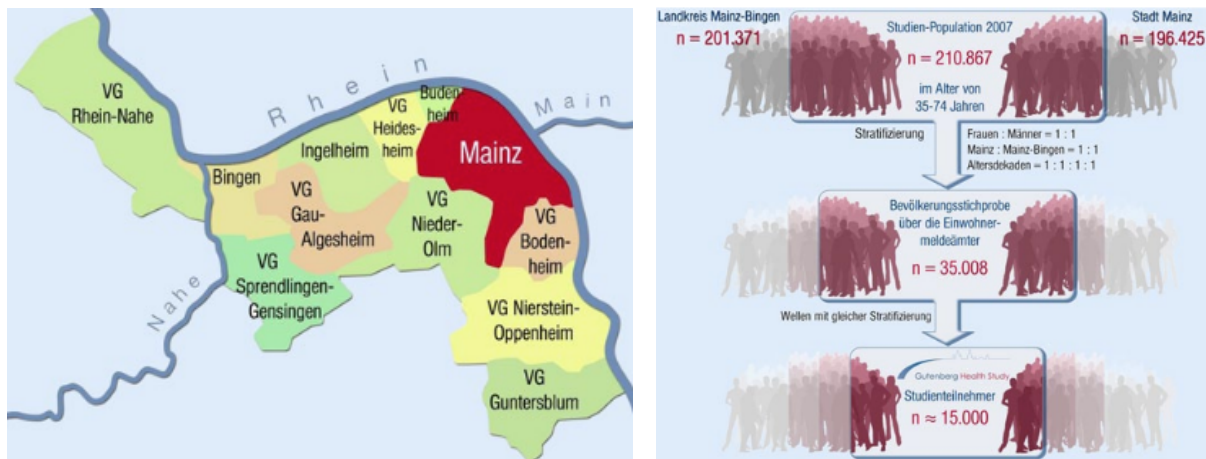 VG
Rhein-Nahe
Rhein
Main
Nahe
Buden-
heim
VG
Heides-
heim
Ingelheim
Mainz
Bingen
VG
Gau-
Algesheim
VG
Nieder-
Olm
VG
Boden-
heim
VG
Sprendlingen-
Gensingen
VG Nierstein-
Oppenheim
VG
Guntersblum
Landkreis Mainz-Bingen
n = 201.371
Studien-Population 2007
n = 210.867
im Alter von
35-74 Jahren
Stadt Mainz
n = 196.425
Stratifizierung
Frauen : Männer = 1 : 1
Mainz : Mainz-Bingen = 1 : 1
Altersdekaden = 1 : 1 : 1 : 1
Bevölkerungsstichprobe
über die Einwohner-
meldeämter
n = 35.008
Wellen mit gleicher Stratifizierung
Gutenberg Health Study
Studienteilnehmer
n ≈ 15.000